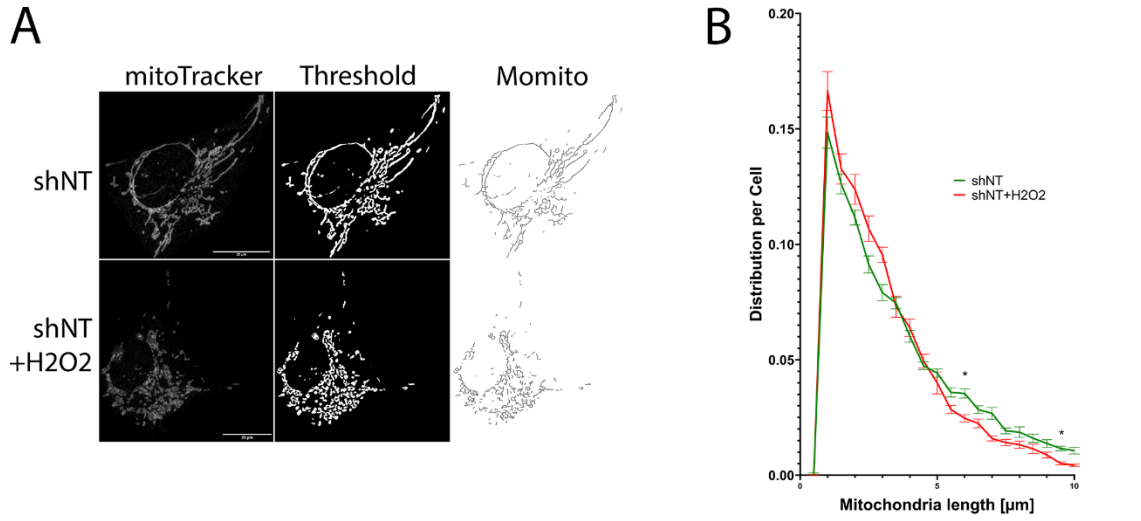 A
mitoTracker
Threshold
Momito
shNT
shNT
+H2O2
B
Distribution per Cell
0.20
0.15
0.10
0.05
0.00
shNT
shNT+H2O2
*
*
0
5
10
Mitochondria length [µm]